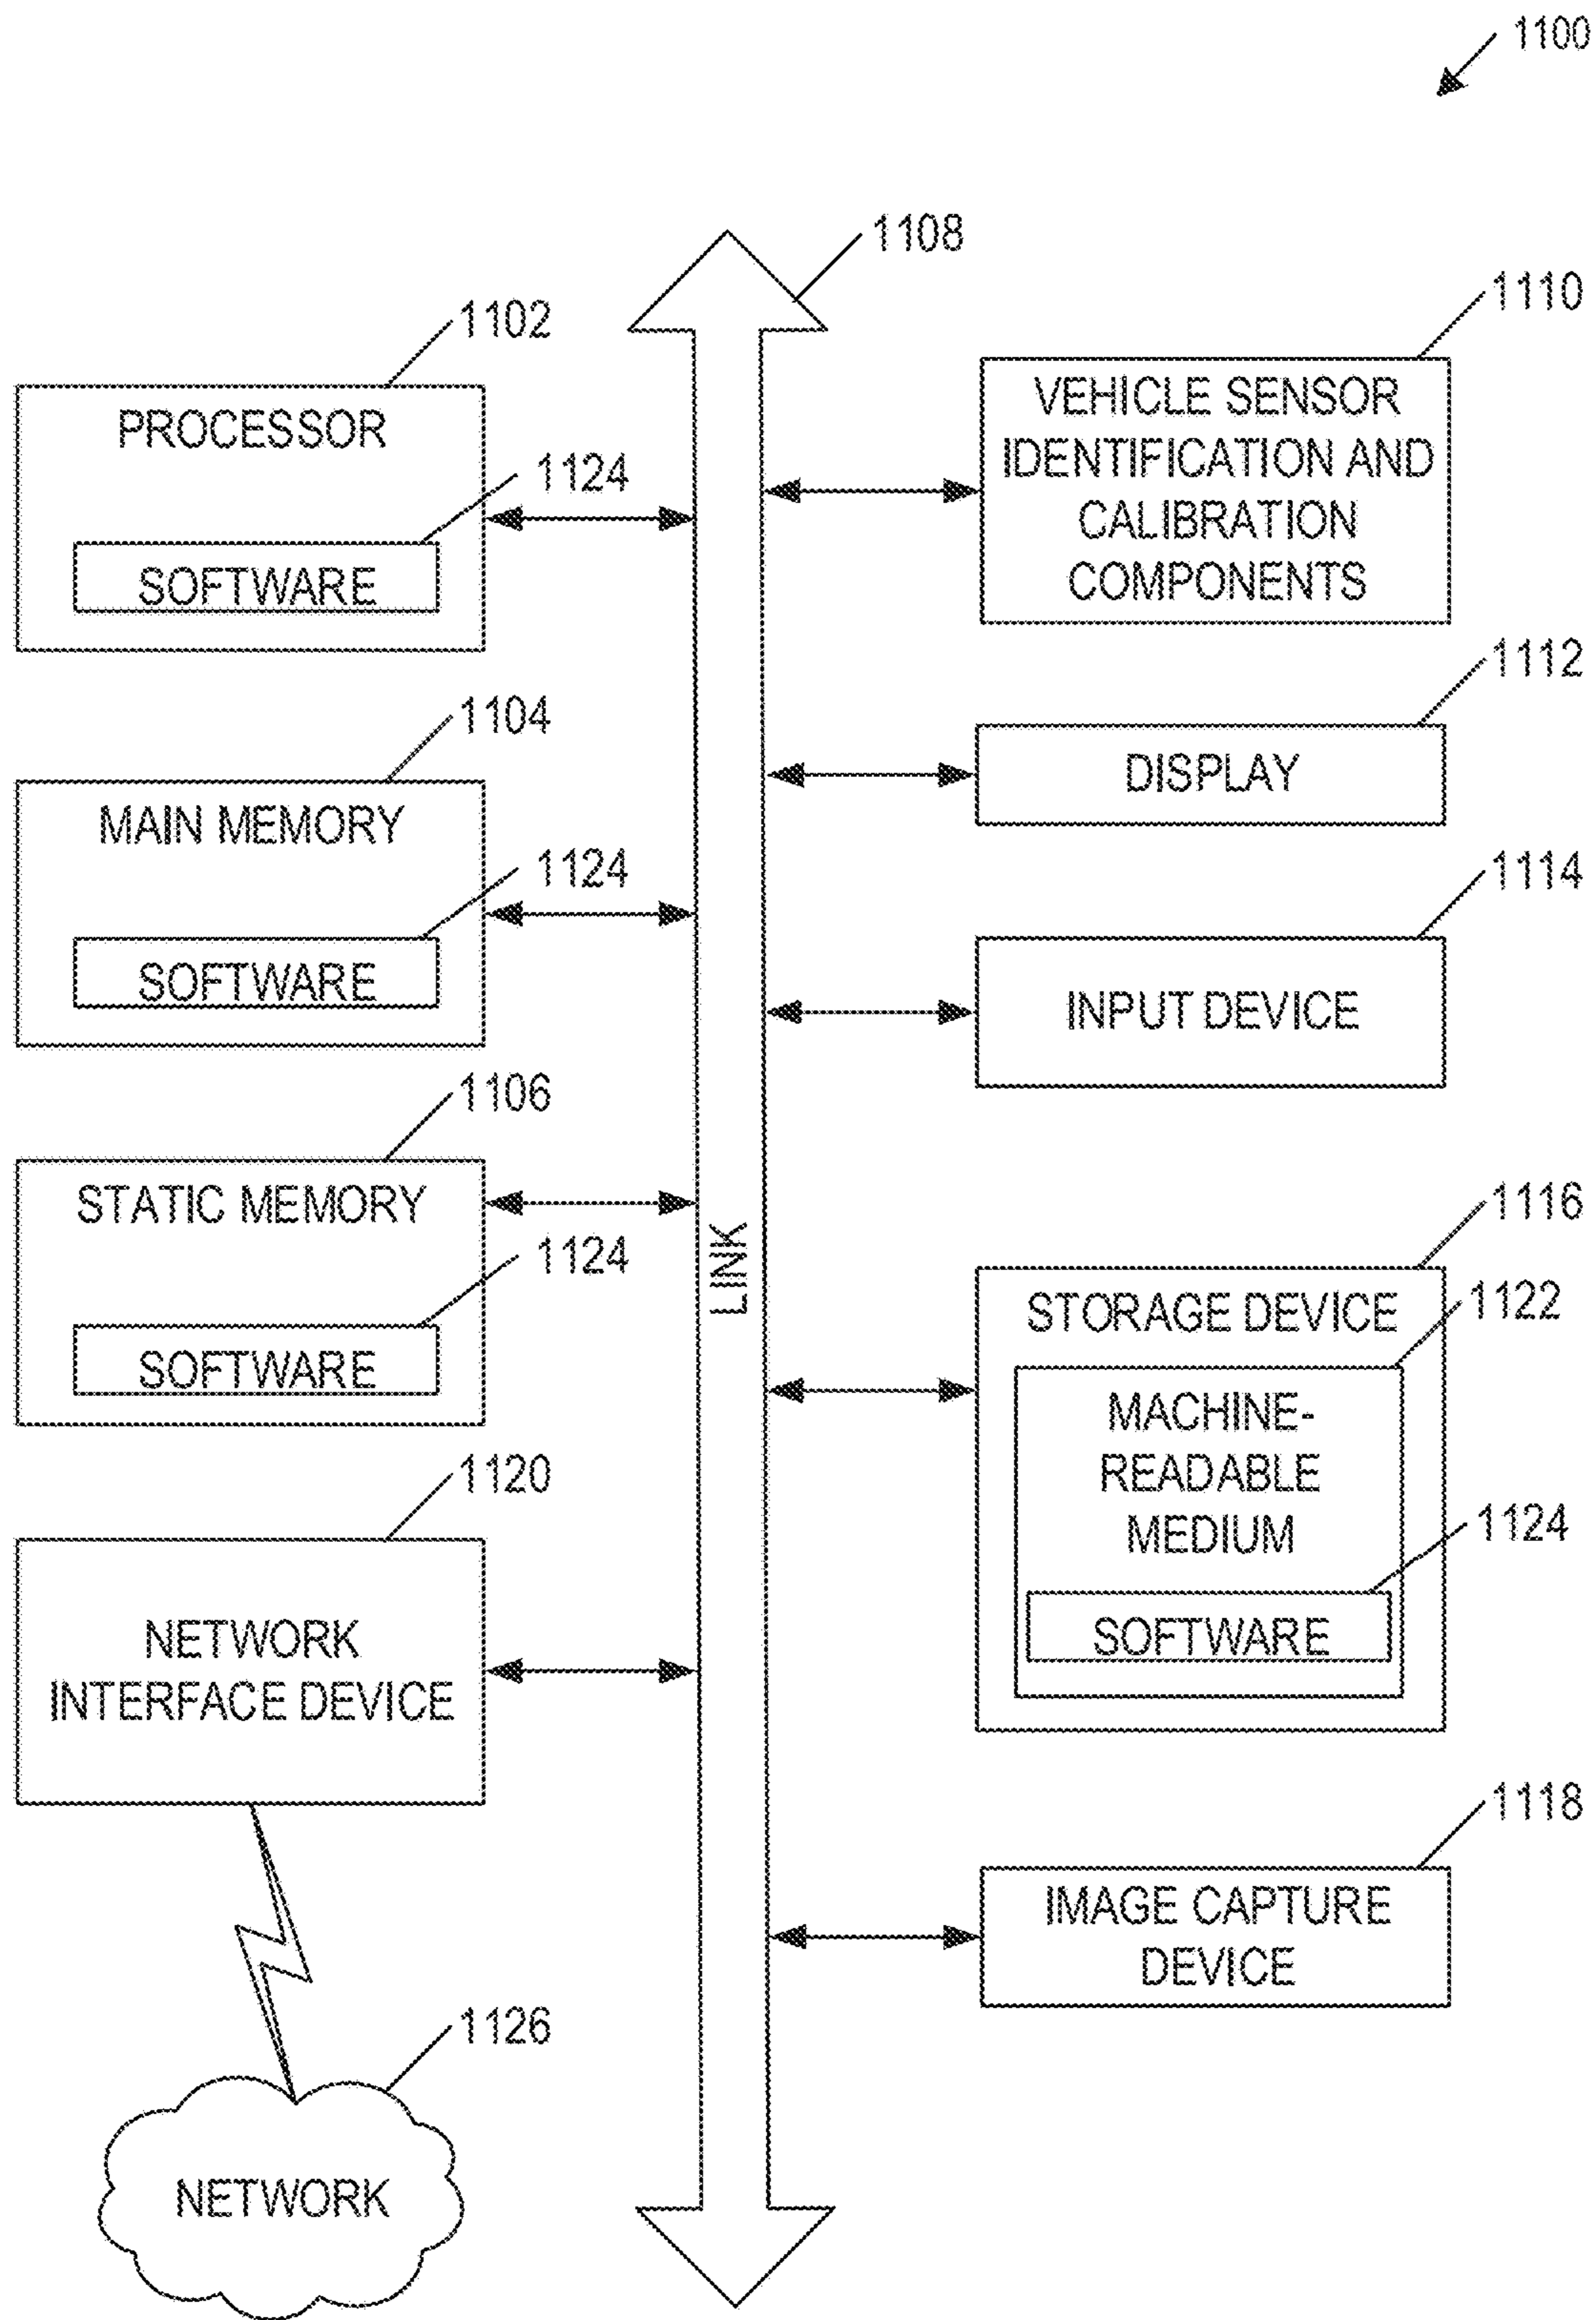 1100
1108
1102
PROCESSOR
1124
SOFTWARE
1104
MAIN MEMORY
1124
SOFTWARE
1106
STATIC MEMORY
1124
SOFTWARE
1120
NETWORK
INTERFACE DEVICE
1126
NETWORK
LINK
1110
VEHICLE SENSOR
IDENTIFICATION AND
CALIBRATION
COMPONENTS
1112
DISPLAY
1114
INPUT DEVICE
1116
STORAGE DEVICE
1122
MACHINE-
READABLE
MEDIUM
1124
SOFTWARE
1118
IMAGE CAPTURE
DEVICE